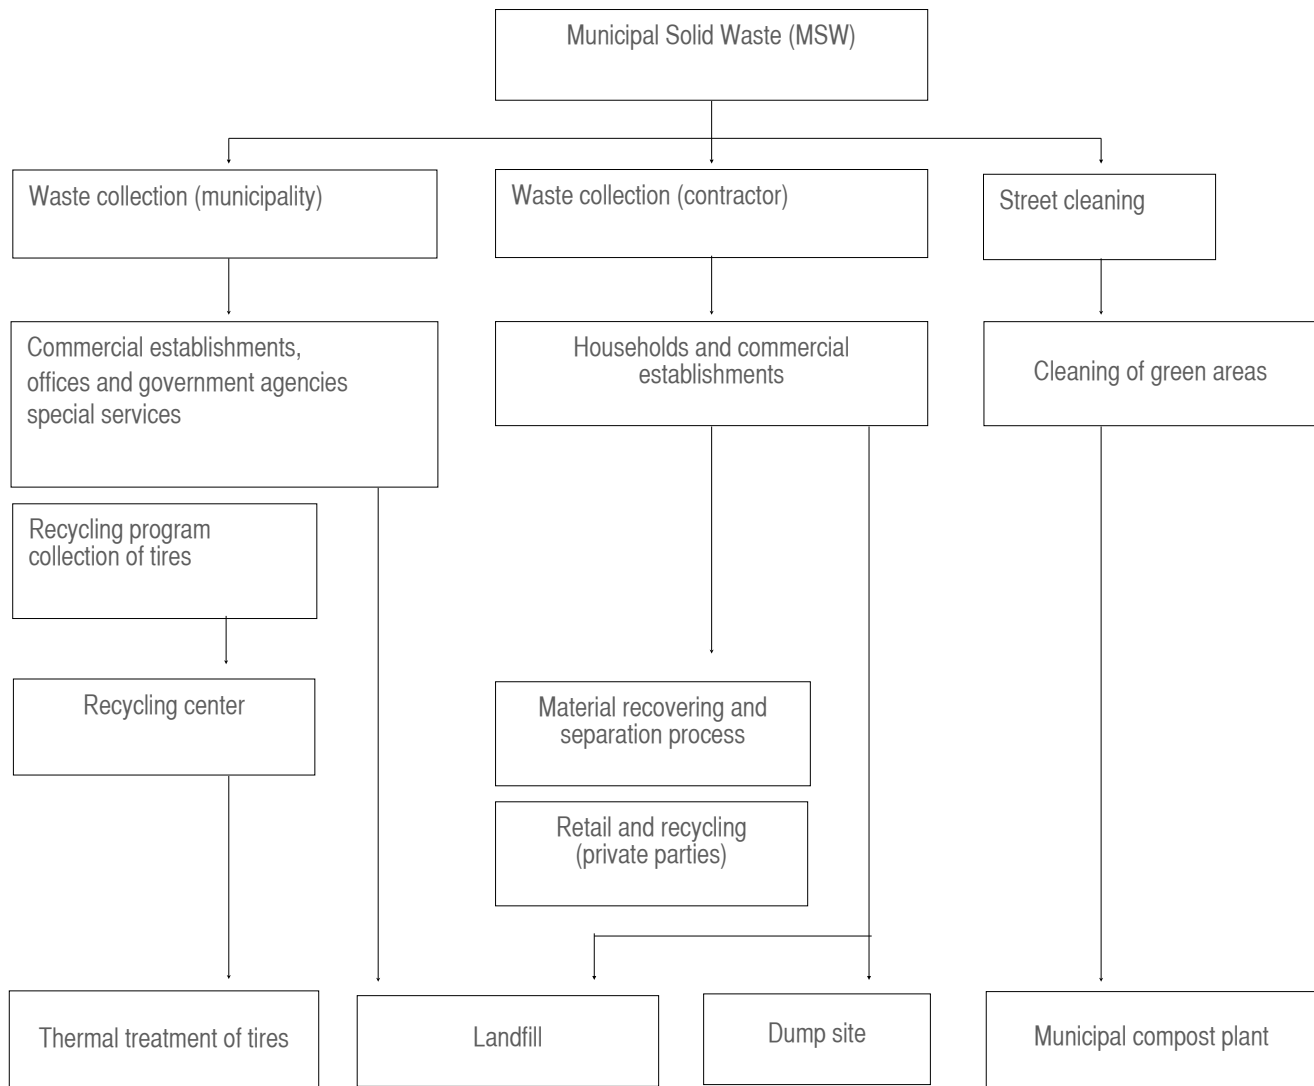 Municipal Solid Waste (MSW)
Waste collection (municipality)
Waste collection (contractor)
Street cleaning
Commercial establishments,
offices and government agencies
special services
Households and commercial
establishments
Cleaning of green areas
Recycling program
collection of tires
Recycling center
Material recovering and
separation process
Retail and recycling
(private parties)
Thermal treatment of tires
Landfill
Dump site
Municipal compost plant